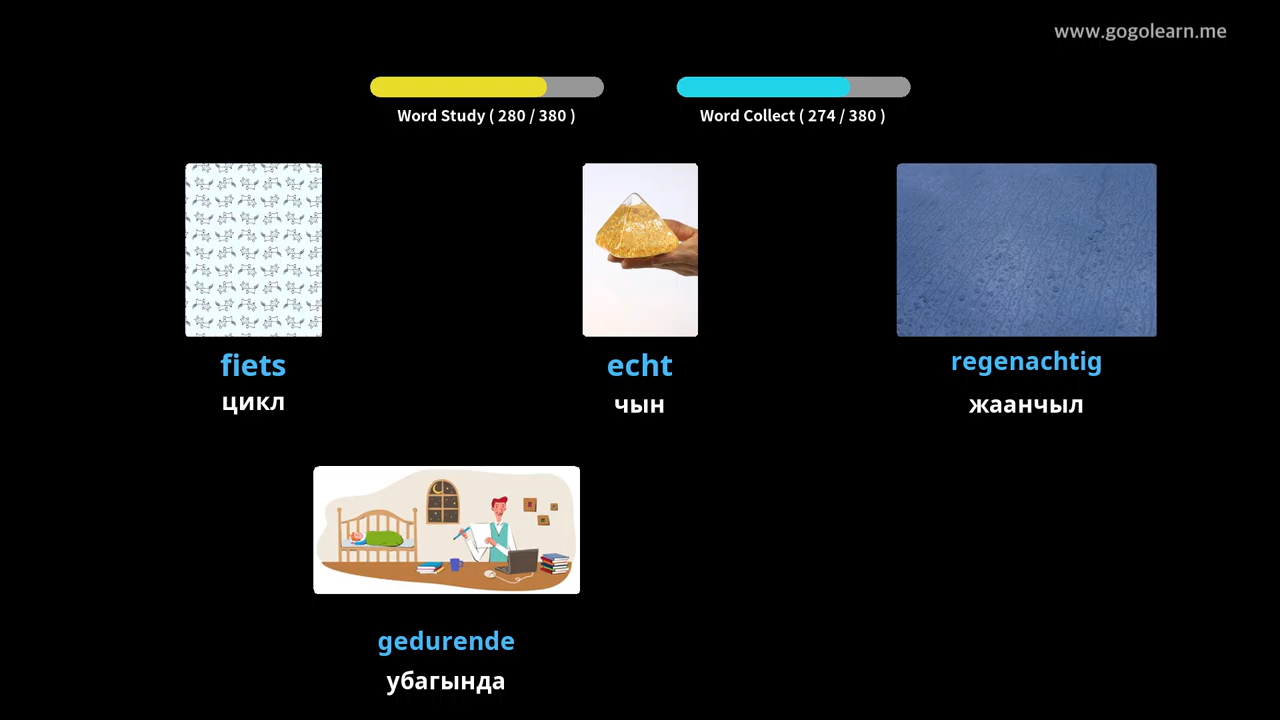 www.gogolearn.me
Word Study ( 280 / 380 )
Word Collect ( 274 / 380 )
fiets
цикл
echt
чын
regenachtig
жаанчыл
gedurende
убагында